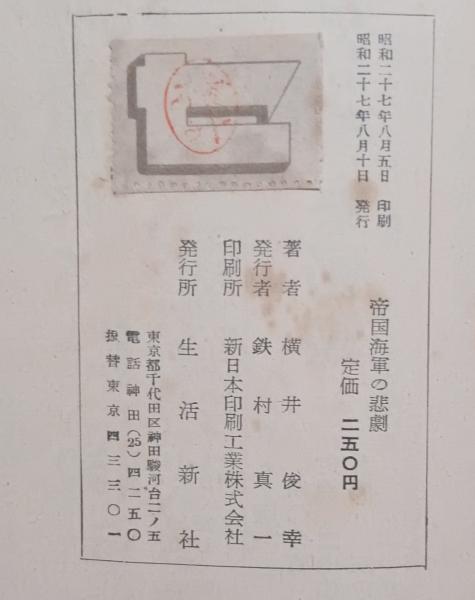 昭和二十七年八月五日 印刷
昭和二十七年八月十日 発行
帝国海軍の悲劇
定価 二五〇円
著者 横井俊幸
発行者 鉄村真一
印刷所 新日本印刷工業株式会社
発行所 生活新社
東京都千代田区神田駿河台二ノ五
電話神田(25)四二五〇
振替東京四三三〇一